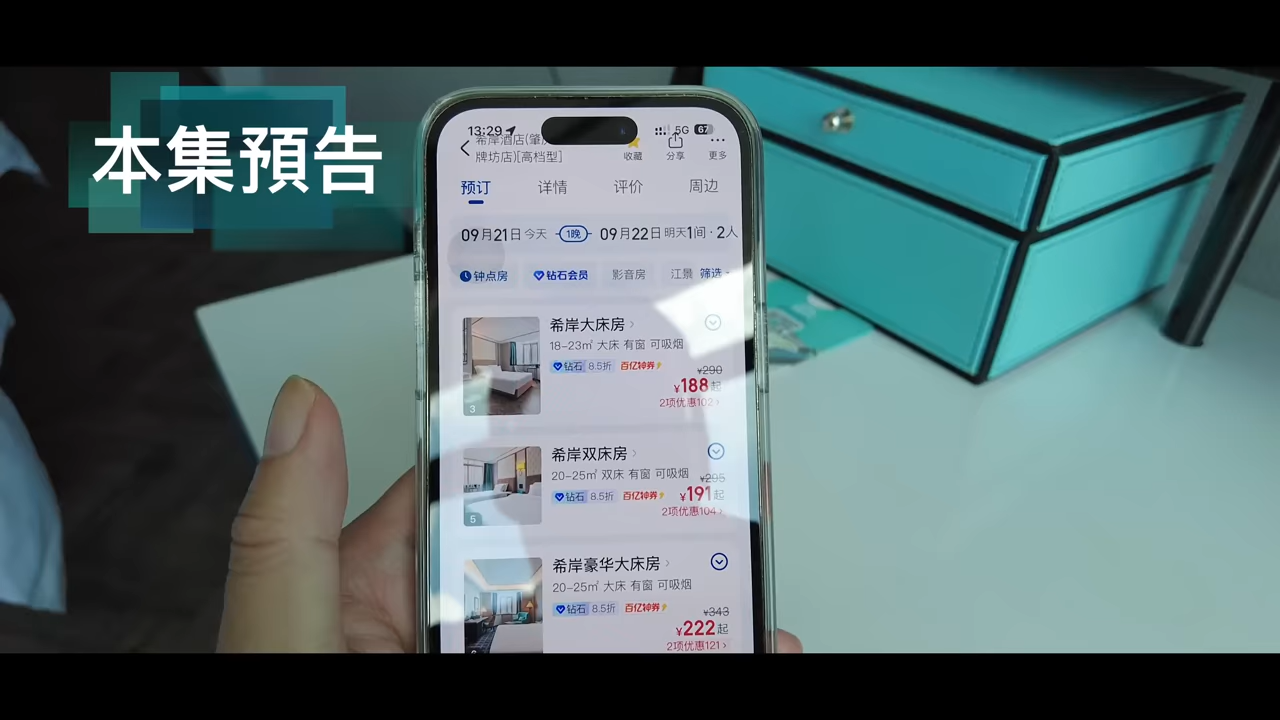 本集預告
13:29
5G 67
希岸酒店(肇
牌坊店)[高档型]
收藏 分享 更多
预订 详情 评价 周边
09月21日今天 1晚 09月22日明天 1间·2人
钟点房 钻石会员 影音房 江景 筛选
希岸大床房
18-23㎡ 大床 有窗 可吸烟
钻石 8.5折 百亿钟券 ¥290
¥188起
3 2项优惠102
希岸双床房
20-25㎡ 双床 有窗 可吸烟
¥295
钻石 8.5折 百亿钟券 ¥191起
5 2项优惠104
希岸豪华大床房
20-25㎡ 大床 有窗 可吸烟
钻石 8.5折 百亿钟券 ¥343
¥222起
2项优惠121